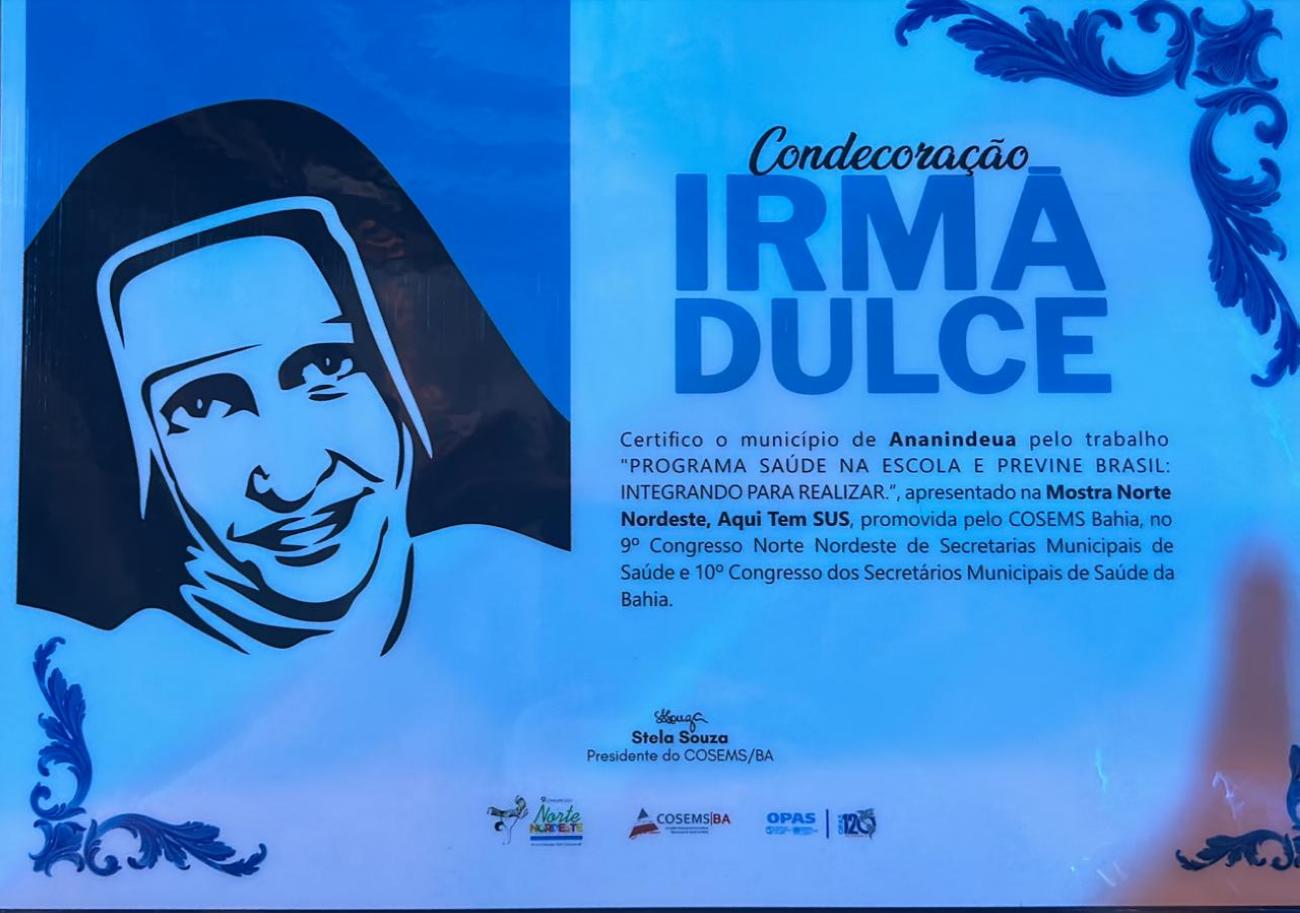 Condecoração
IRMÃ
DULCE
Certifico o município de Ananindeua pelo trabalho
"PROGRAMA SAÚDE NA ESCOLA E PREVINE BRASIL:
INTEGRANDO PARA REALIZAR.", apresentado na Mostra Norte
Nordeste, Aqui Tem SUS, promovida pelo COSEMS Bahia, no
9º Congresso Norte Nordeste de Secretarias Municipais de
Saúde e 10º Congresso dos Secretários Municipais de Saúde da
Bahia.
Stela Souza
Presidente do COSEMS/BA
Norte
NORDESTE
COSEMS|BA
OPAS
120